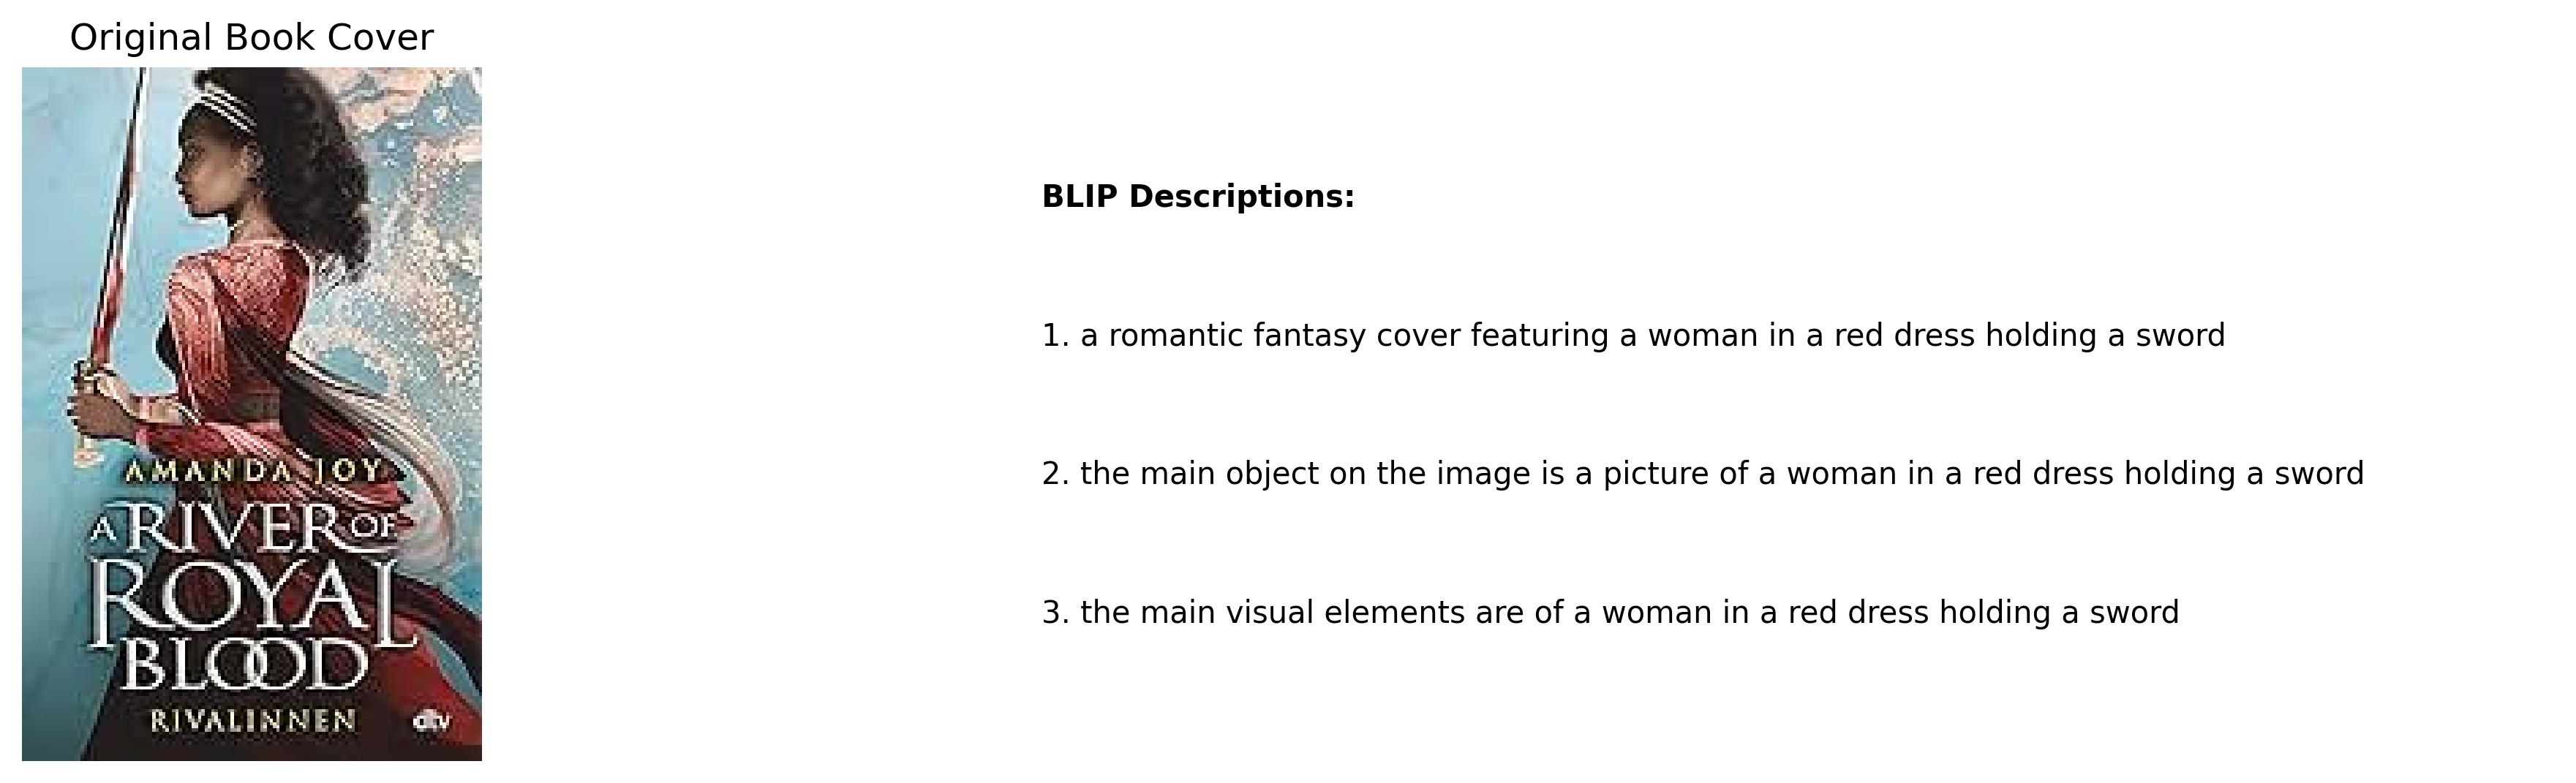 Original Book Cover
AMANDA JOY
A RIVER OF
ROYAL
BLOOD
RIVALINNEN
dtv
BLIP Descriptions:
1. a romantic fantasy cover featuring a woman in a red dress holding a sword
2. the main object on the image is a picture of a woman in a red dress holding a sword
3. the main visual elements are of a woman in a red dress holding a sword